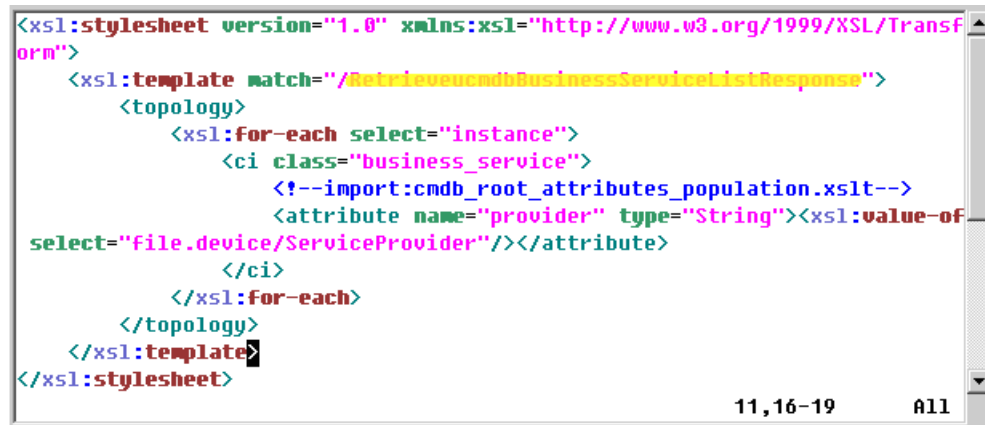 <xsl:stylesheet version="1.0" xmlns:xsl="http://www.w3.org/1999/XSL/Transf
orm">
    <xsl:template match="/RetrieveucmdbBusinessServiceListResponse">
        <topology>
            <xsl:for-each select="instance">
                <ci class="business_service">
                    <!--import:cmdb_root_attributes_population.xslt-->
                    <attribute name="provider" type="String"><xsl:value-of
 select="file.device/ServiceProvider"/></attribute>
                </ci>
            </xsl:for-each>
        </topology>
    </xsl:template>
</xsl:stylesheet>
11,16-19 All